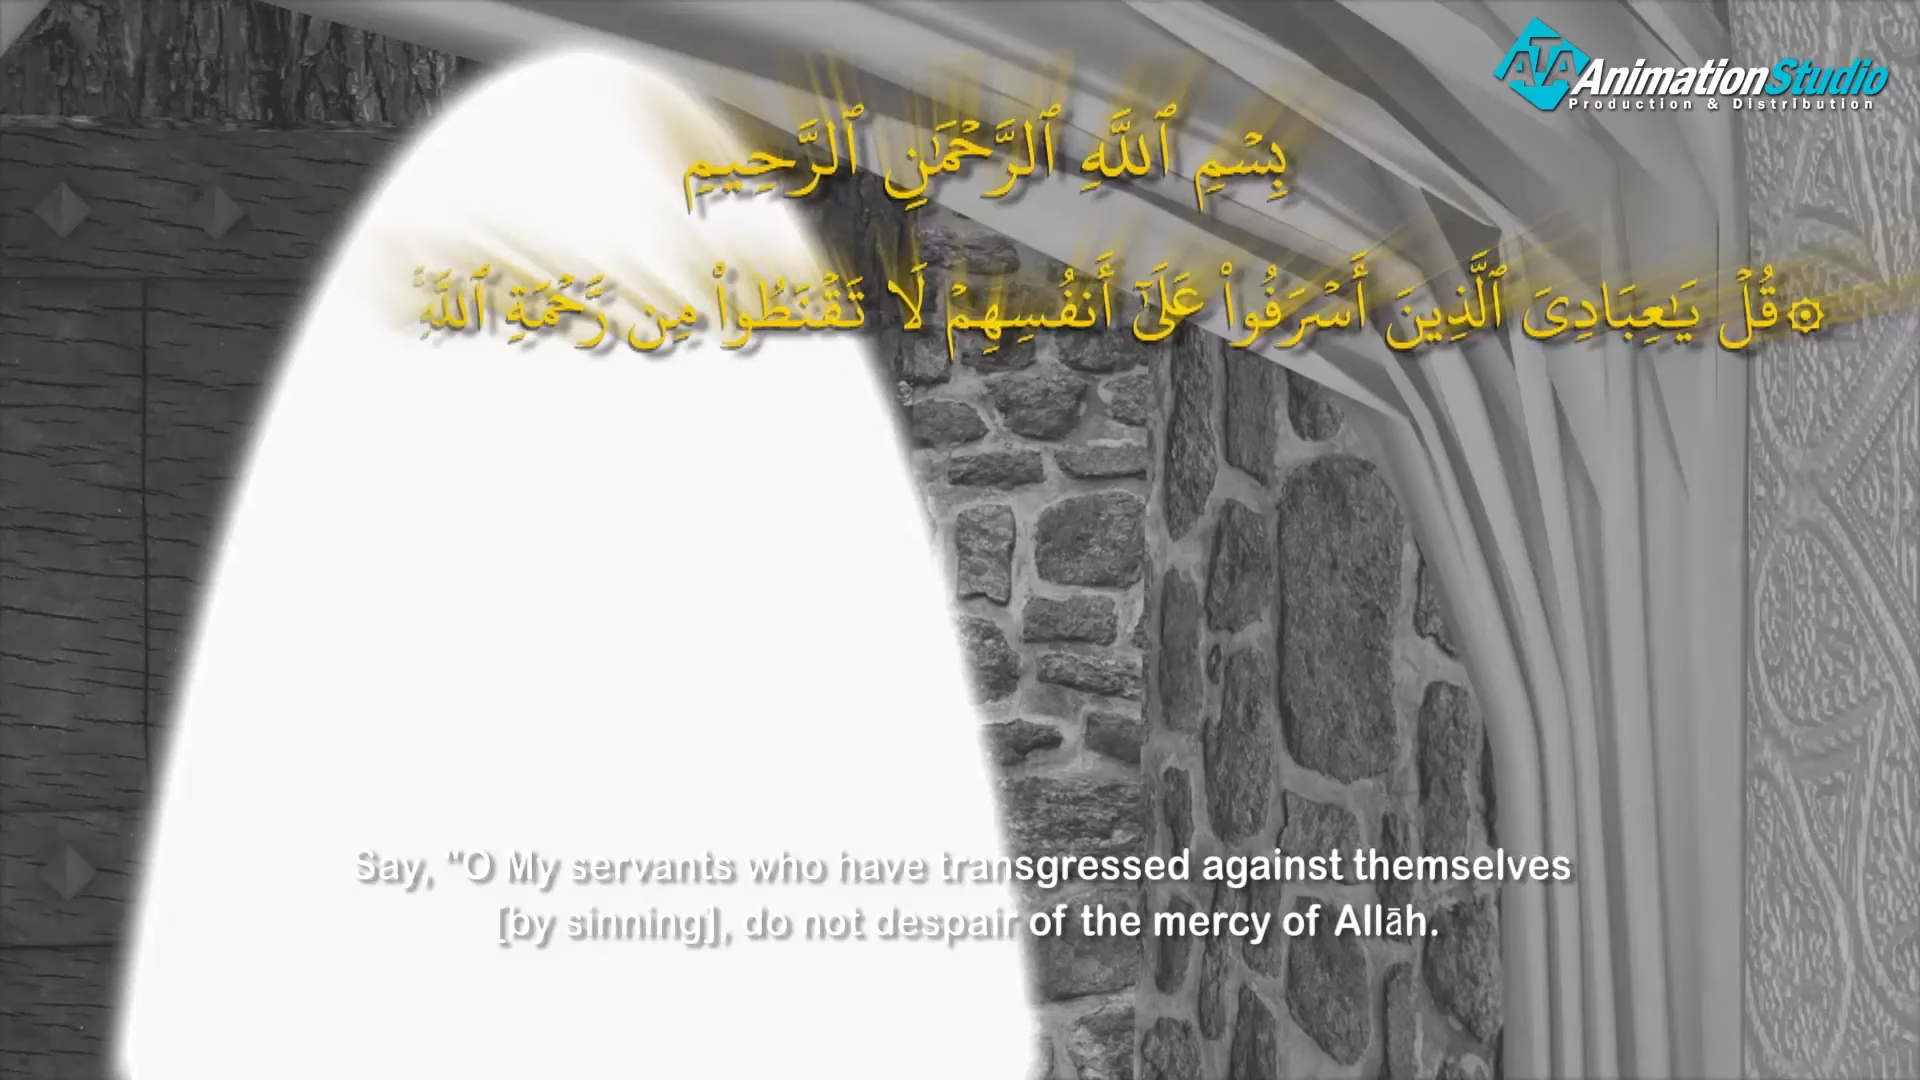 ATA AnimationStudio
Production & Distribution
بِسْمِ ٱللَّهِ ٱلرَّحْمَٰنِ ٱلرَّحِيمِ
۞ قُلْ يَٰعِبَادِىَ ٱلَّذِينَ أَسْرَفُوا۟ عَلَىٰٓ أَنفُسِهِمْ لَا تَقْنَطُوا۟ مِن رَّحْمَةِ ٱللَّهِ ۚ
Say, "O My servants who have transgressed against themselves
[by sinning], do not despair of the mercy of Allāh.